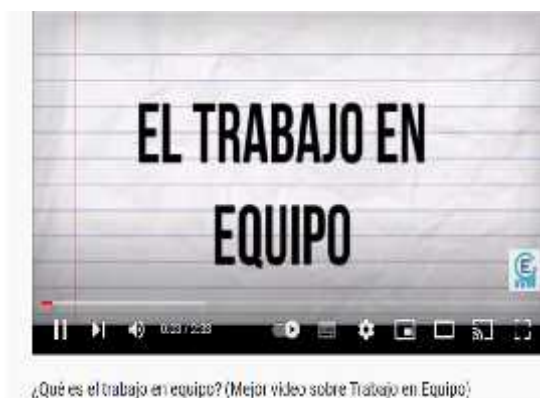 EL TRABAJO EN
EQUIPO
¿Qué es el trabajo en equipo? (Mejor video sobre Trabajo en Equipo)